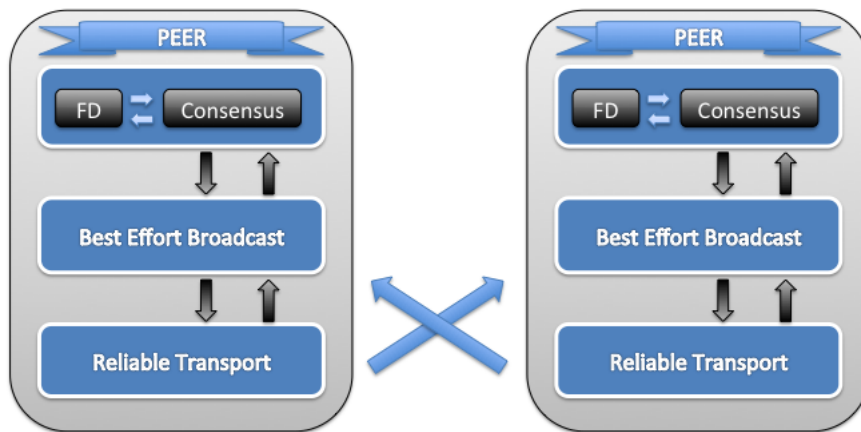 PEER
FD
Consensus
Best Effort Broadcast
Reliable Transport
PEER
FD
Consensus
Best Effort Broadcast
Reliable Transport